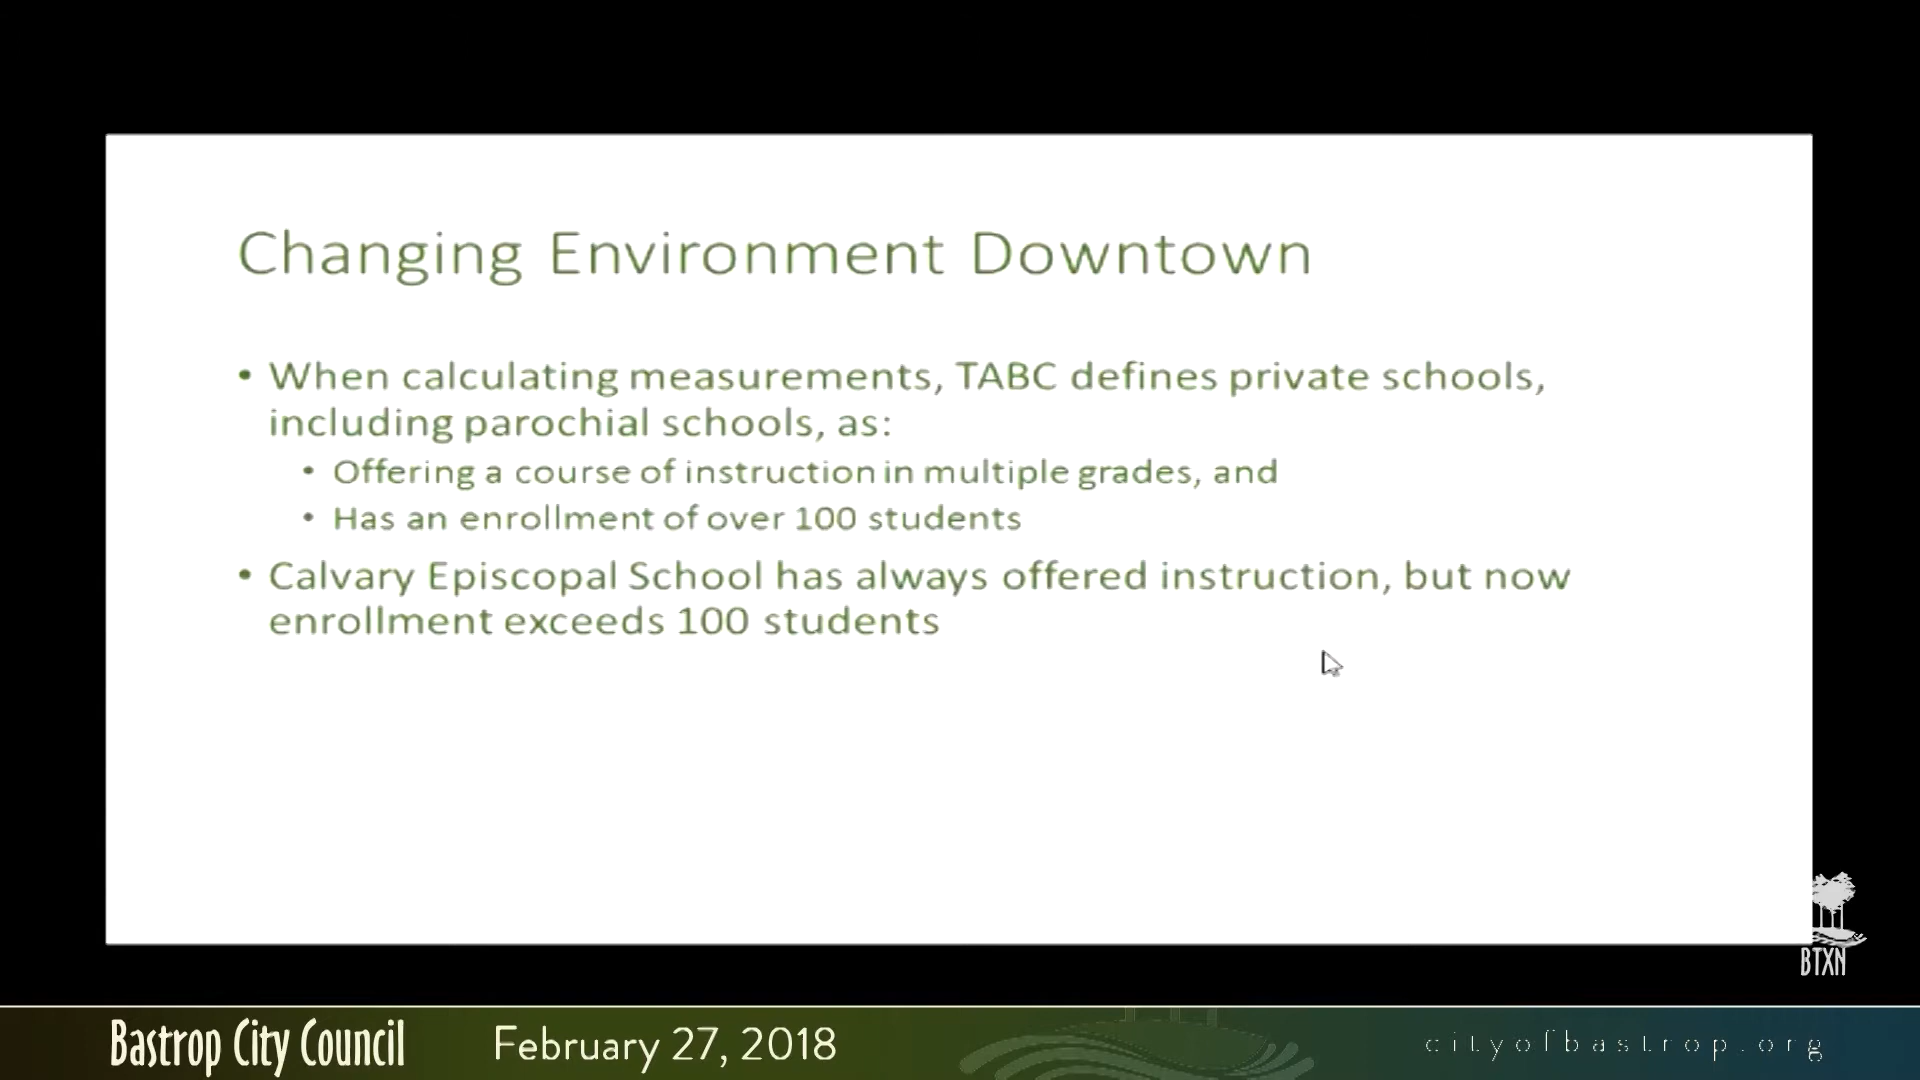 Changing Environment Downtown
• When calculating measurements, TABC defines private schools,
including parochial schools, as:
• Offering a course of instruction in multiple grades, and
• Has an enrollment of over 100 students
• Calvary Episcopal School has always offered instruction, but now
enrollment exceeds 100 students
BTXN
Bastrop City Council February 27, 2018 cityofbastrop.org